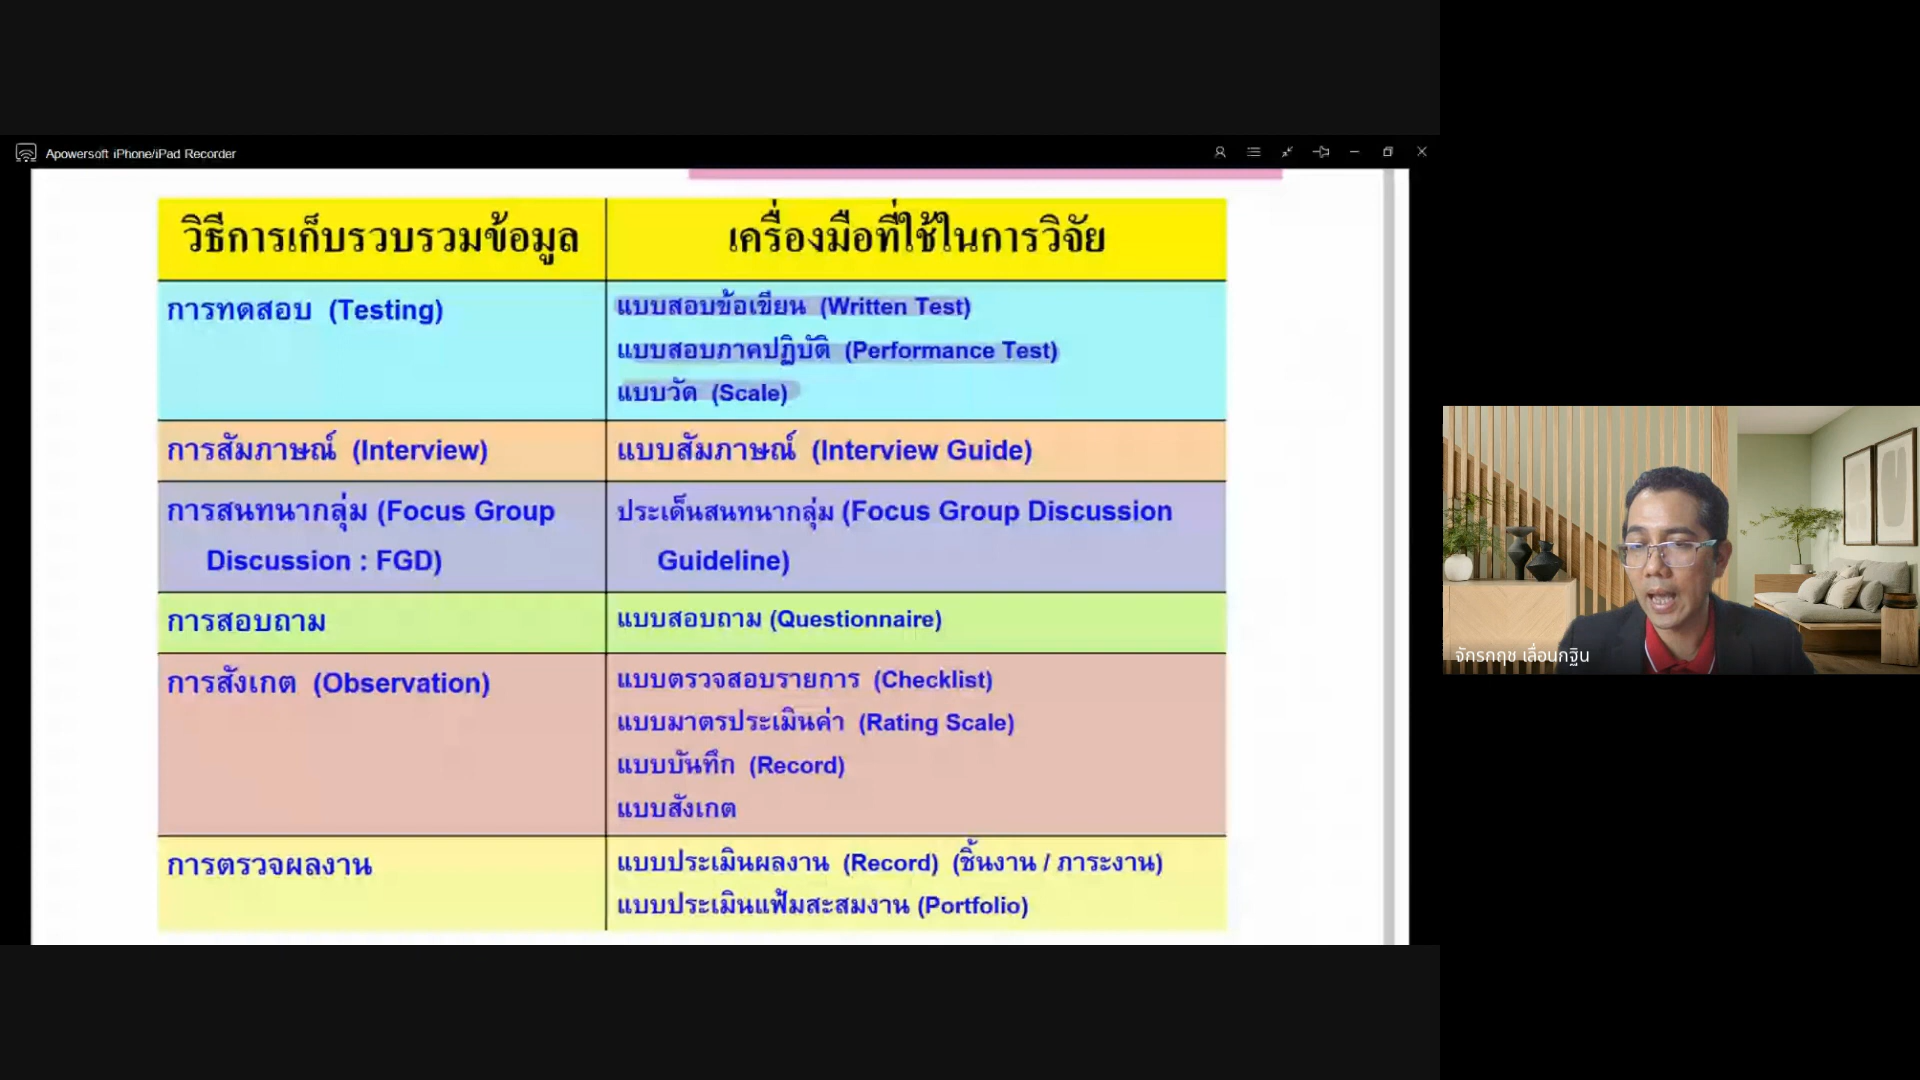 Apowersoft iPhone/iPad Recorder
วิธีการเก็บรวบรวมข้อมูล
เครื่องมือที่ใช้ในการวิจัย
การทดสอบ (Testing)
แบบสอบข้อเขียน (Written Test)
แบบสอบภาคปฏิบัติ (Performance Test)
แบบวัด (Scale)
การสัมภาษณ์ (Interview)
แบบสัมภาษณ์ (Interview Guide)
การสนทนากลุ่ม (Focus Group
Discussion : FGD)
ประเด็นสนทนากลุ่ม (Focus Group Discussion
Guideline)
การสอบถาม
แบบสอบถาม (Questionnaire)
การสังเกต (Observation)
แบบตรวจสอบรายการ (Checklist)
แบบมาตรประเมินค่า (Rating Scale)
แบบบันทึก (Record)
แบบสังเกต
การตรวจผลงาน
แบบประเมินผลงาน (Record) (ชิ้นงาน / ภาระงาน)
แบบประเมินแฟ้มสะสมงาน (Portfolio)
จักรกฤช เลื่อนกฐิน